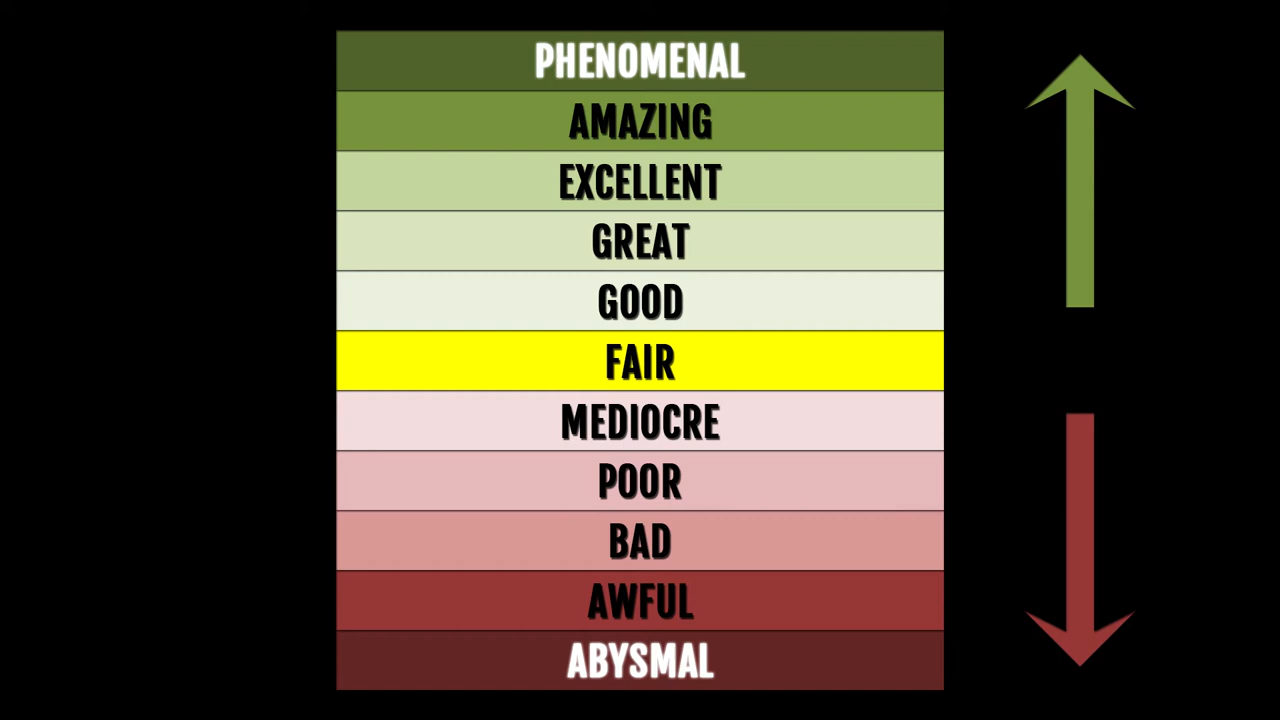 PHENOMENAL
AMAZING
EXCELLENT
GREAT
GOOD
FAIR
MEDIOCRE
POOR
BAD
AWFUL
ABYSMAL